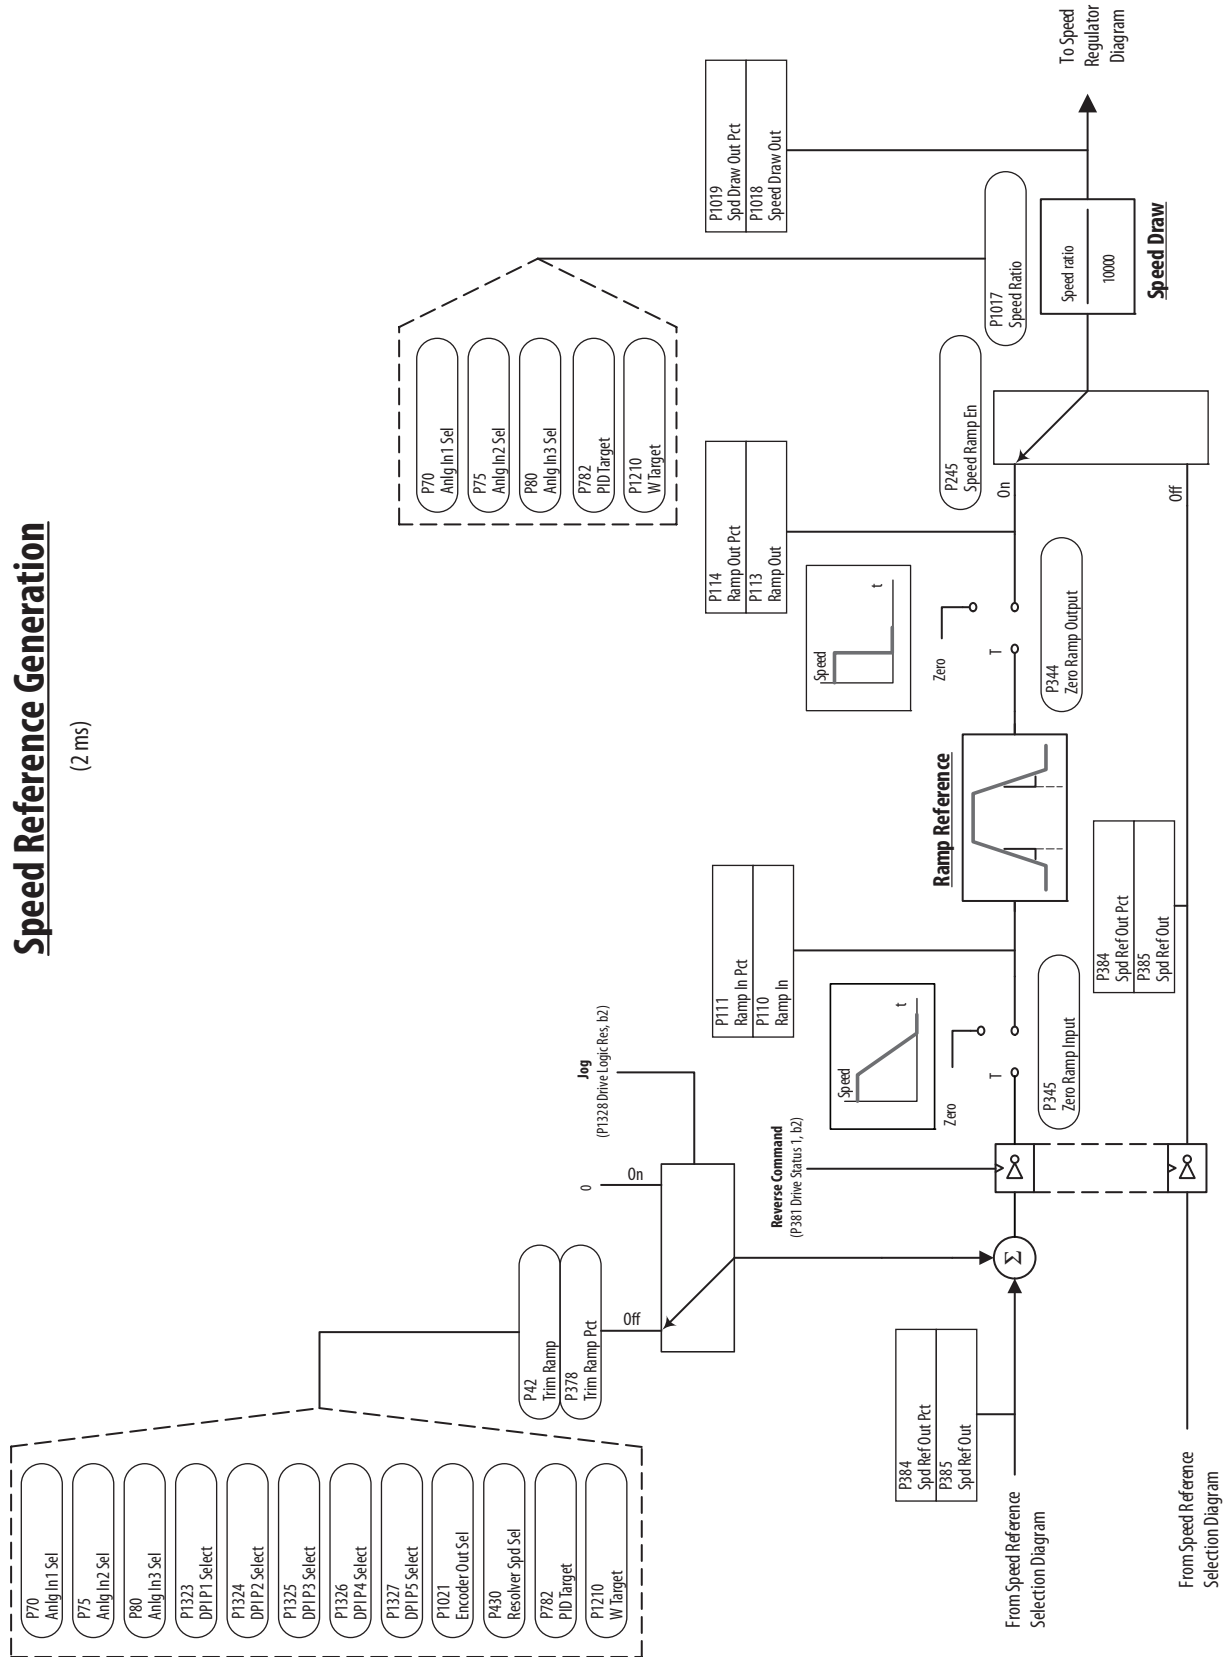 Speed Reference Generation
(2 ms)
P70
Anlg In1 Sel
P75
Anlg In2 Sel
P80
Anlg In3 Sel
P1323
DPI P1 Select
P1324
DPI P2 Select
P1325
DPI P3 Select
P1326
DPI P4 Select
P1327
DPI P5 Select
P1021
Encoder Out Sel
P430
Resolver Spd Sel
P782
PID Target
P1210
W Target
P42
Trim Ramp
P378
Trim Ramp Pct
Off
0
On
Jog
(P1328 Drive Logic Res, b2)
Reverse Command
(P381 Drive Status 1, b2)
P384
Spd Ref Out Pct
P385
Spd Ref Out
From Speed Reference
Selection Diagram
From Speed Reference
Selection Diagram
Σ
P345
Zero Ramp Input
Zero
T
Speed
t
P111
Ramp In Pct
P110
Ramp In
Ramp Reference
P384
Spd Ref Out Pct
P385
Spd Ref Out
P344
Zero Ramp Output
Zero
T
Speed
t
P114
Ramp Out Pct
P113
Ramp Out
P70
Anlg In1 Sel
P75
Anlg In2 Sel
P80
Anlg In3 Sel
P782
PID Target
P1210
W Target
P245
Speed Ramp En
On
Off
P1017
Speed Ratio
Speed ratio
10000
Speed Draw
P1019
Spd Draw Out Pct
P1018
Speed Draw Out
To Speed
Regulator
Diagram